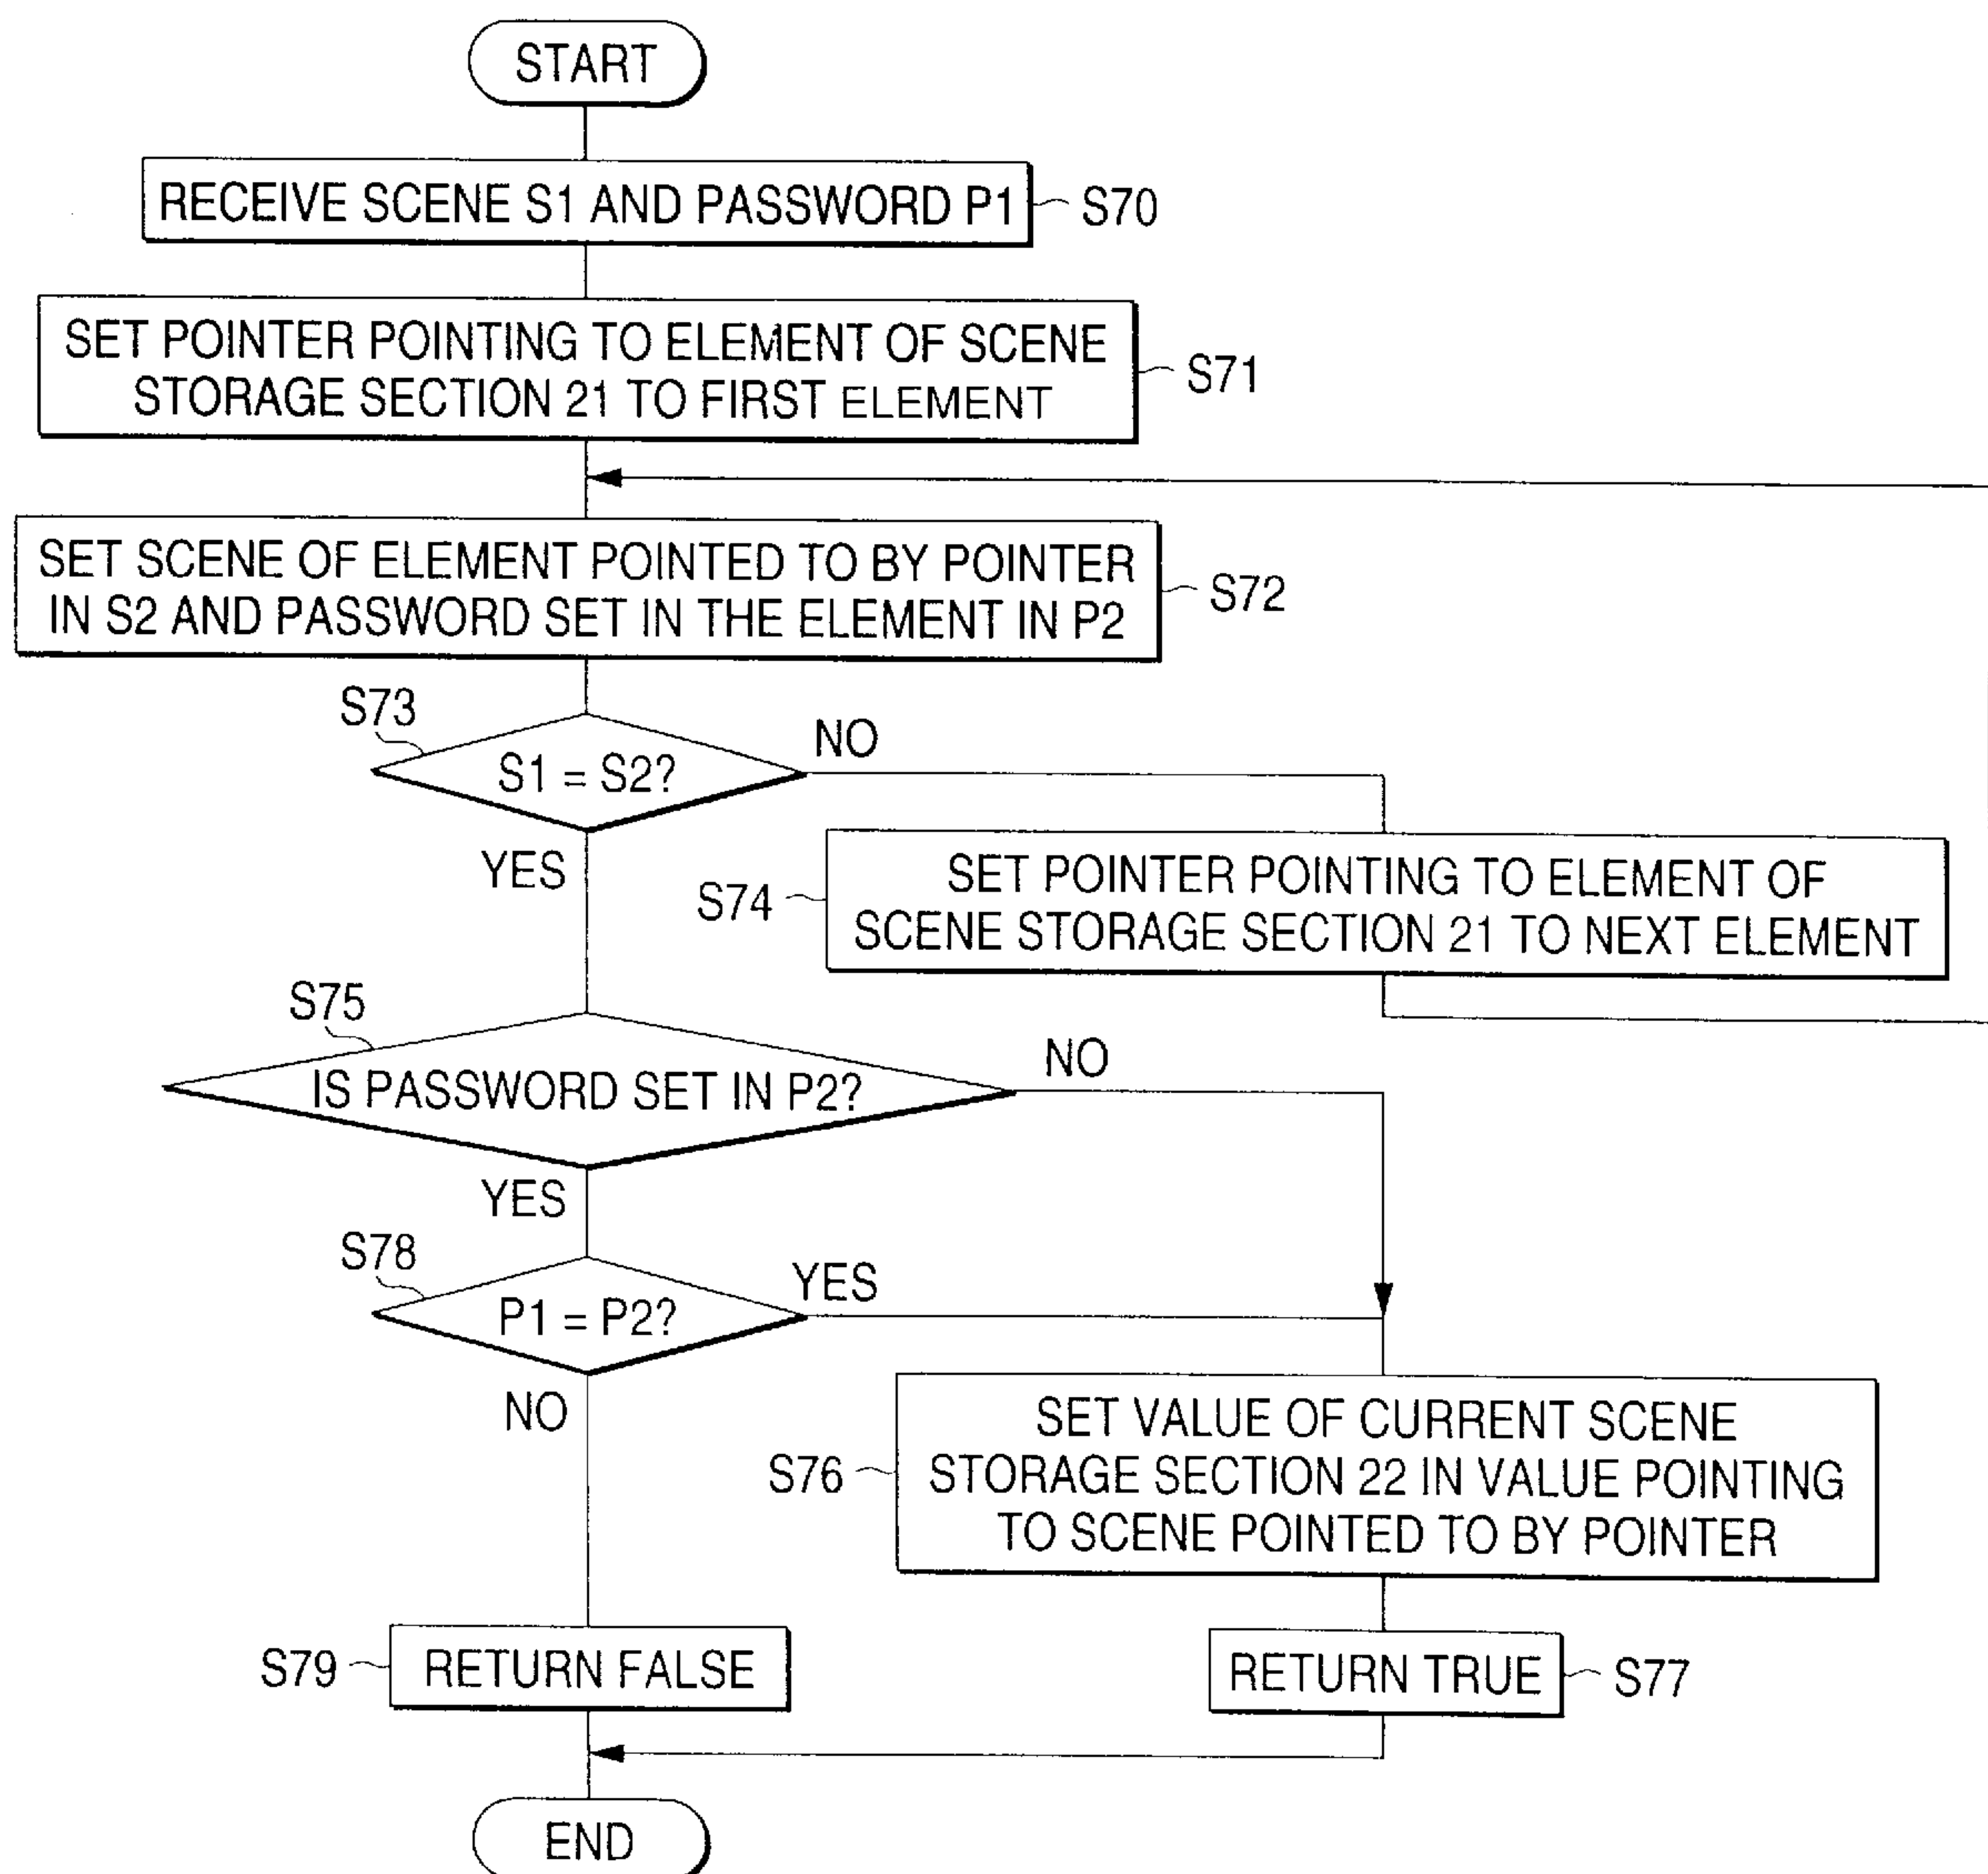 START
RECEIVE SCENE S1 AND PASSWORD P1
S70
SET POINTER POINTING TO ELEMENT OF SCENE
STORAGE SECTION 21 TO FIRST ELEMENT
S71
SET SCENE OF ELEMENT POINTED TO BY POINTER
IN S2 AND PASSWORD SET IN THE ELEMENT IN P2
S72
S73
S1 = S2?
NO
YES
S74
SET POINTER POINTING TO ELEMENT OF
SCENE STORAGE SECTION 21 TO NEXT ELEMENT
S75
IS PASSWORD SET IN P2?
NO
YES
S78
P1 = P2?
YES
NO
S76
SET VALUE OF CURRENT SCENE
STORAGE SECTION 22 IN VALUE POINTING
TO SCENE POINTED TO BY POINTER
S79
RETURN FALSE
RETURN TRUE
S77
END